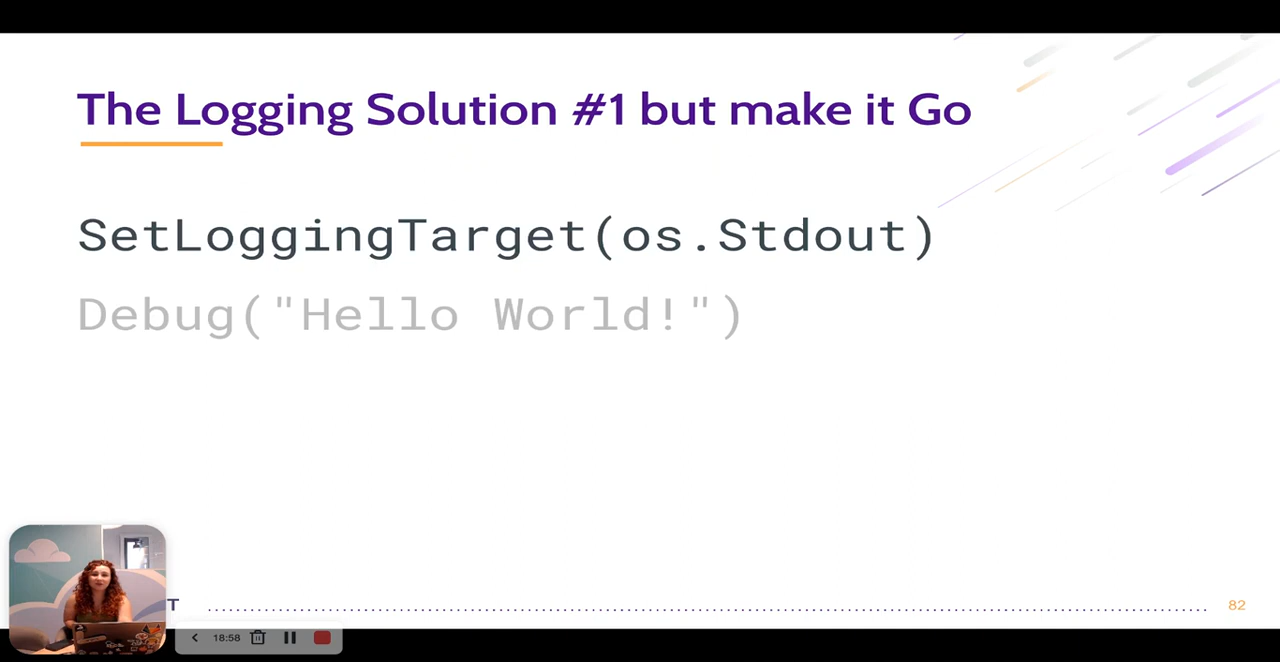 The Logging Solution #1 but make it Go
SetLoggingTarget(os.Stdout)
Debug("Hello World!")
T
82
18:58